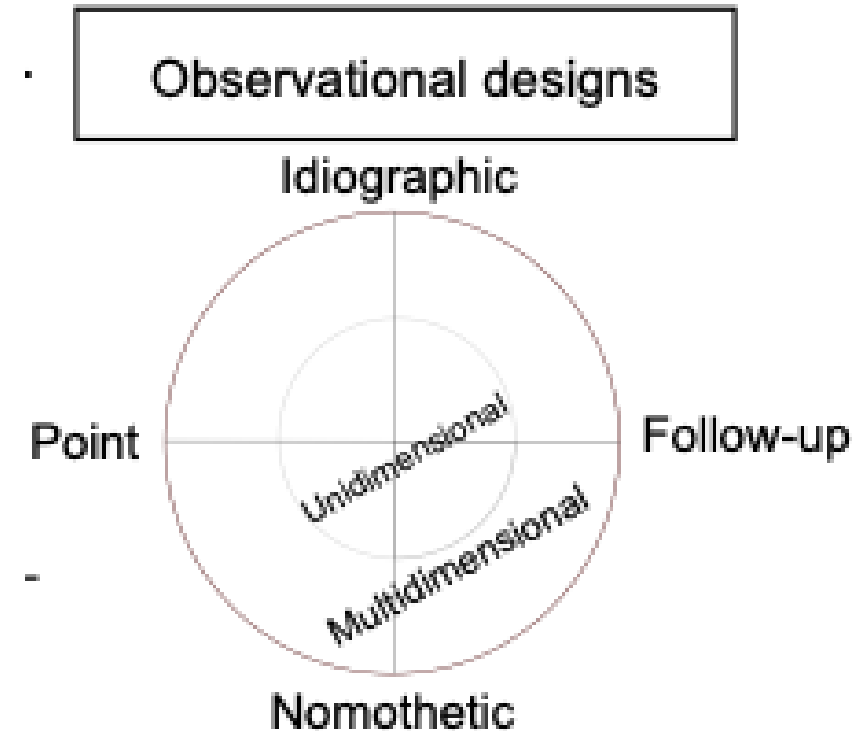 Observational designs
Idiographic
Point
Follow-up
Unidimensional
Multidimensional
Nomothetic